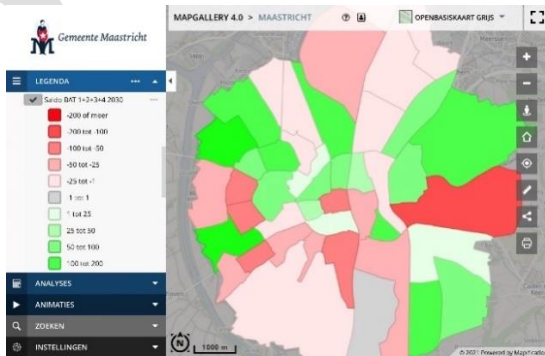 Gemeente Maastricht
MAPGALLERY 4.0 > MAASTRICHT
OPENBASISKAART GRIJS
LEGENDA
Saldo BAT 1+2+3+4 2030
-200 of meer
-200 tot -100
-100 tot -50
-50 tot -25
-25 tot -1
1 tot 25
25 tot 50
50 tot 100
100 tot 200
ANALYSES
ANIMATIES
ZOEKEN
INSTELLINGEN
N
1000 m
© 2021 Powered by Mapgallery